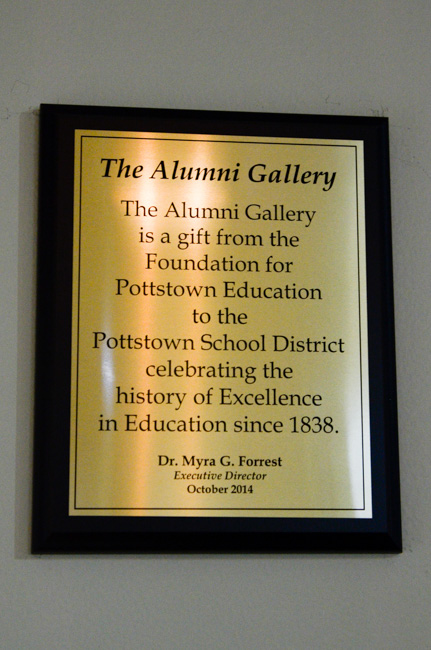 The Alumni Gallery
The Alumni Gallery
is a gift from the
Foundation for
Pottstown Education
to the
Pottstown School District
celebrating the
history of Excellence
in Education since 1838.
Dr. Myra G. Forrest
Executive Director
October 2014